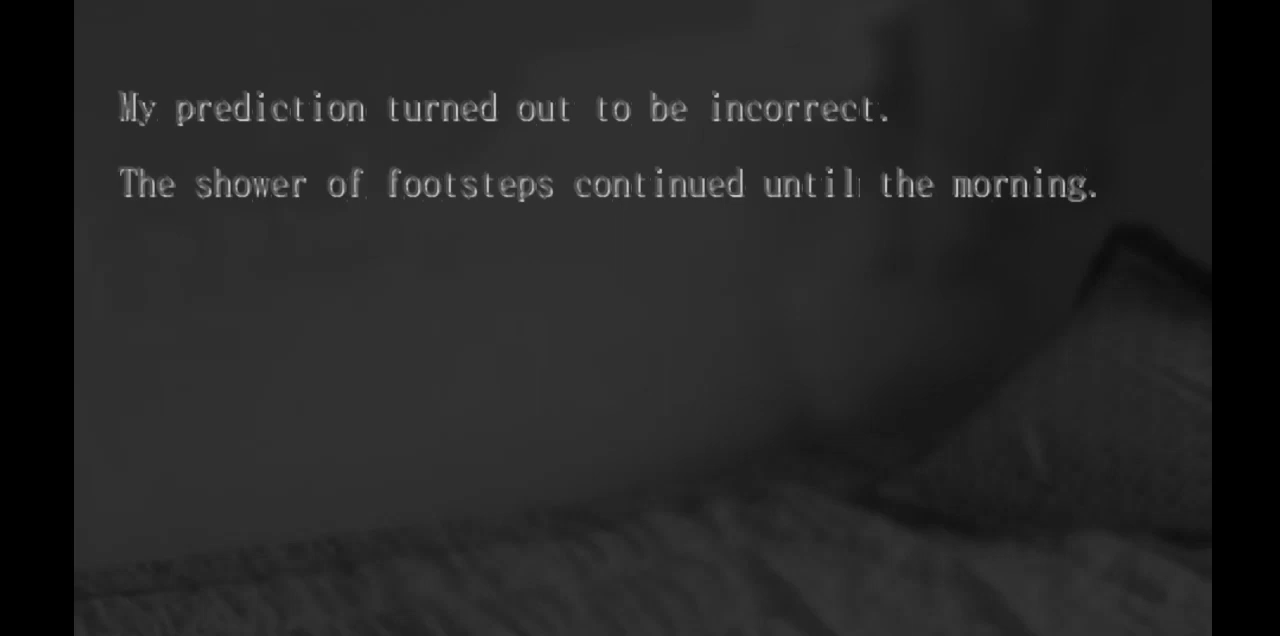 My prediction turned out to be incorrect.
The shower of footsteps continued until the morning.